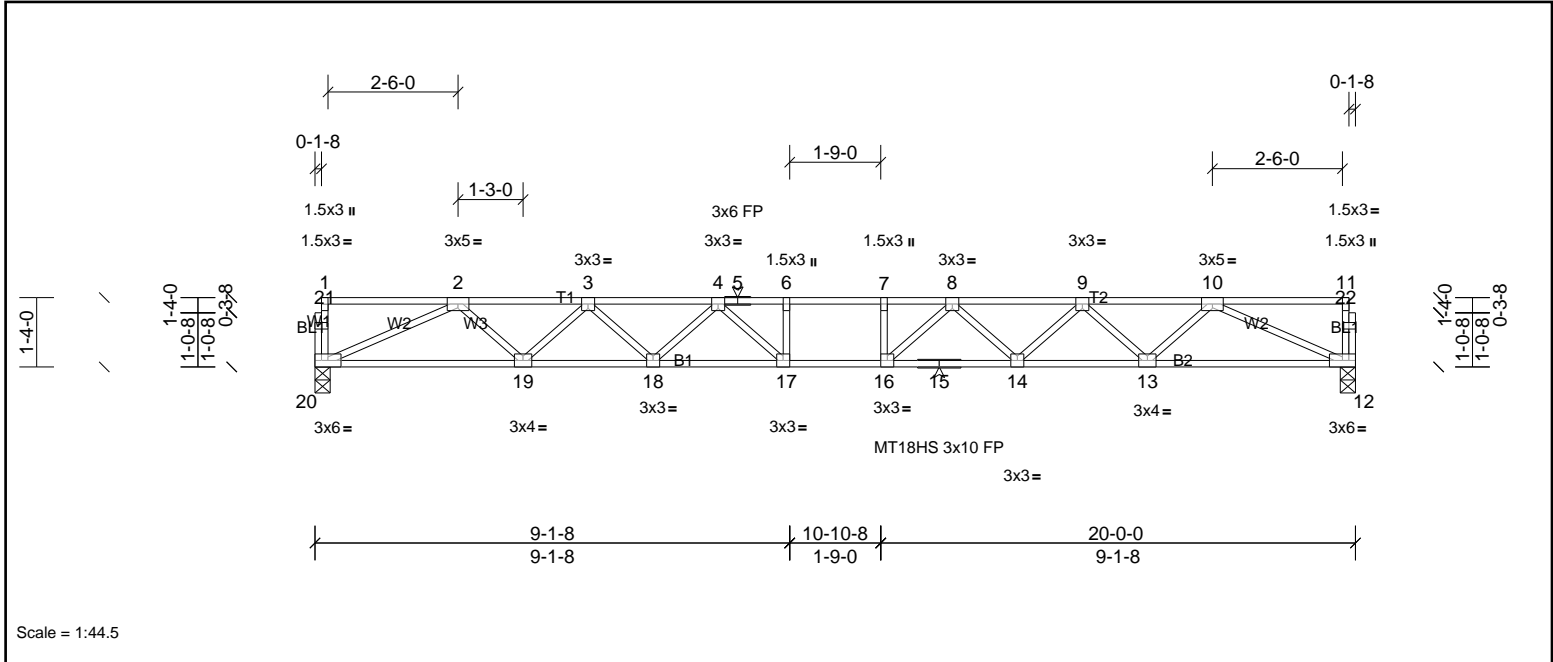 2-6-0 0-1-8
0-1-8
1-9-0 2-6-0
1-3-0
1.5x3 II 3x6 FP 1.5x3 =
1.5x3 = 3x5 = 3x3 = 1.5x3 II 3x3 = 1.5x3 II
3x3 = 1.5x3 II 3x3 = 3x5 =
1 2 3 4 5 6 7 8 9 10 11
21 T1 T2 22
1-4-0 1-4-0 1-0-8 1-0-8 0-3-8 W1 BL1 W2 W3 W2 BL1 1-4-0 1-0-8 1-0-8 0-3-8
B1 B2
19 18 17 16 15 14 13
20 12
3x3 = 3x3 = 3x4 =
3x6 = 3x4 = 3x3 = 3x6 =
MT18HS 3x10 FP
3x3 =
9-1-8 10-10-8 20-0-0
9-1-8 1-9-0 9-1-8
Scale = 1:44.5